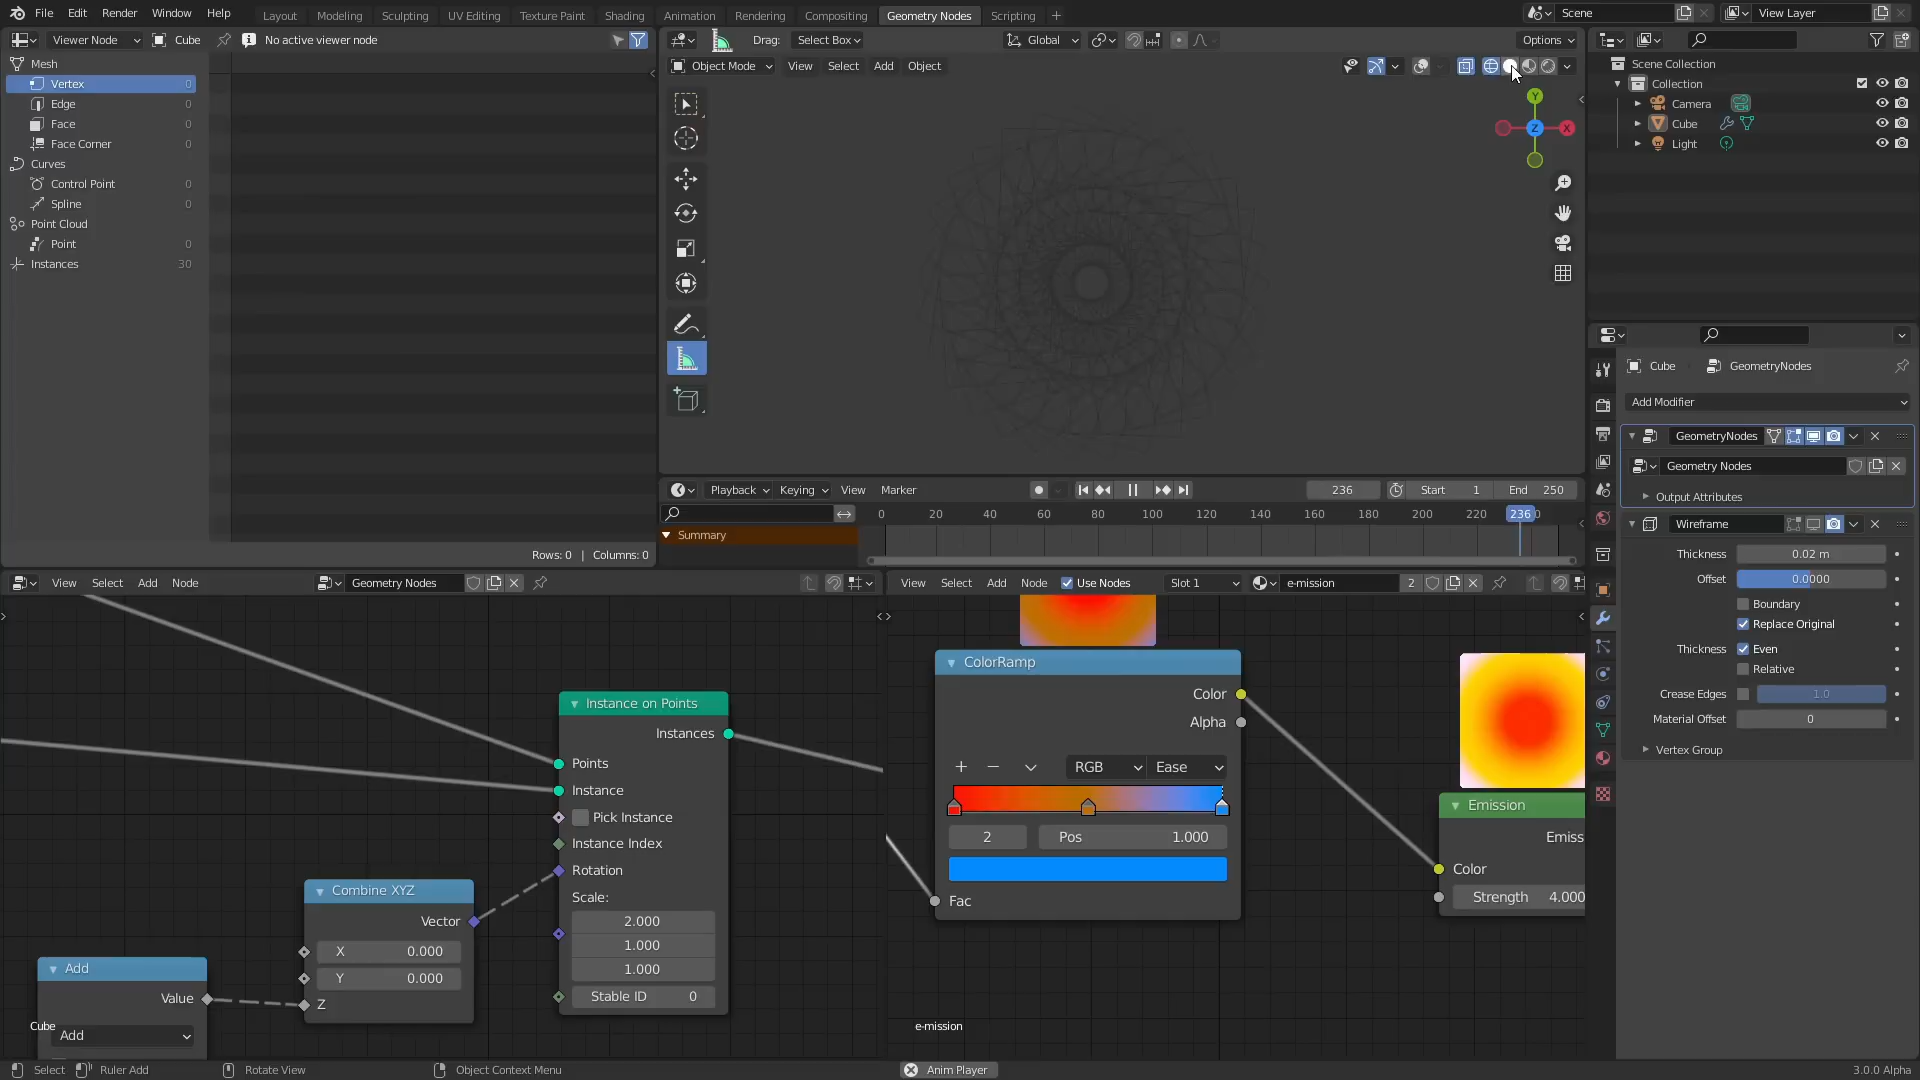 File Edit Render Window Help
Layout Modeling Sculpting UV Editing Texture Paint Shading Animation Rendering Compositing Geometry Nodes Scripting
Scene
View Layer
Viewer Node
Cube
No active viewer node
Mesh
Vertex 0
Edge 0
Face 0
Face Corner 0
Curves
Control Point 0
Spline 0
Point Cloud
Point 0
Instances 30
Rows: 0 | Columns: 0
Drag: Select Box
Global
Options
Object Mode View Select Add Object
Y
X
Z
Playback Keying View Marker
236
Start 1
End 250
0 20 40 60 80 100 120 140 160 180 200 220 236
Summary
Scene Collection
Collection
Camera
Cube
Light
Cube
GeometryNodes
Add Modifier
GeometryNodes
Geometry Nodes
Output Attributes
Wireframe
Thickness 0.02 m
Offset 0.0000
Boundary
Replace Original
Thickness Even
Relative
Crease Edges 1.0
Material Offset 0
Vertex Group
View Select Add Node
Geometry Nodes
Instance on Points
Instances
Points
Instance
Pick Instance
Instance Index
Rotation
Scale:
2.000
1.000
1.000
Stable ID 0
Combine XYZ
Vector
X 0.000
Y 0.000
Z
Add
Value
Add
Cube
View Select Add Node Use Nodes Slot 1 e-mission 2
ColorRamp
Color
Alpha
RGB Ease
2 Pos 1.000
Fac
Emission
Emiss
Color
Strength 4.000
e-mission
Select Ruler Add Rotate View Object Context Menu Anim Player 3.0.0 Alpha